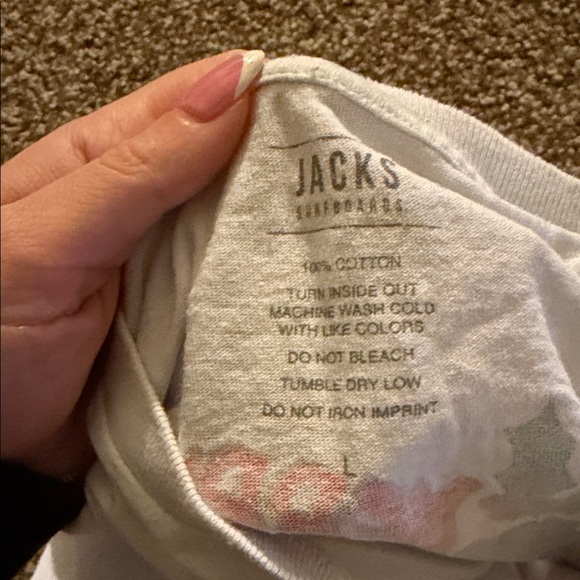 JACKS
SURFBOARDS
100% COTTON
TURN INSIDE OUT
MACHINE WASH COLD
WITH LIKE COLORS
DO NOT BLEACH
TUMBLE DRY LOW
DO NOT IRON IMPRINT
L